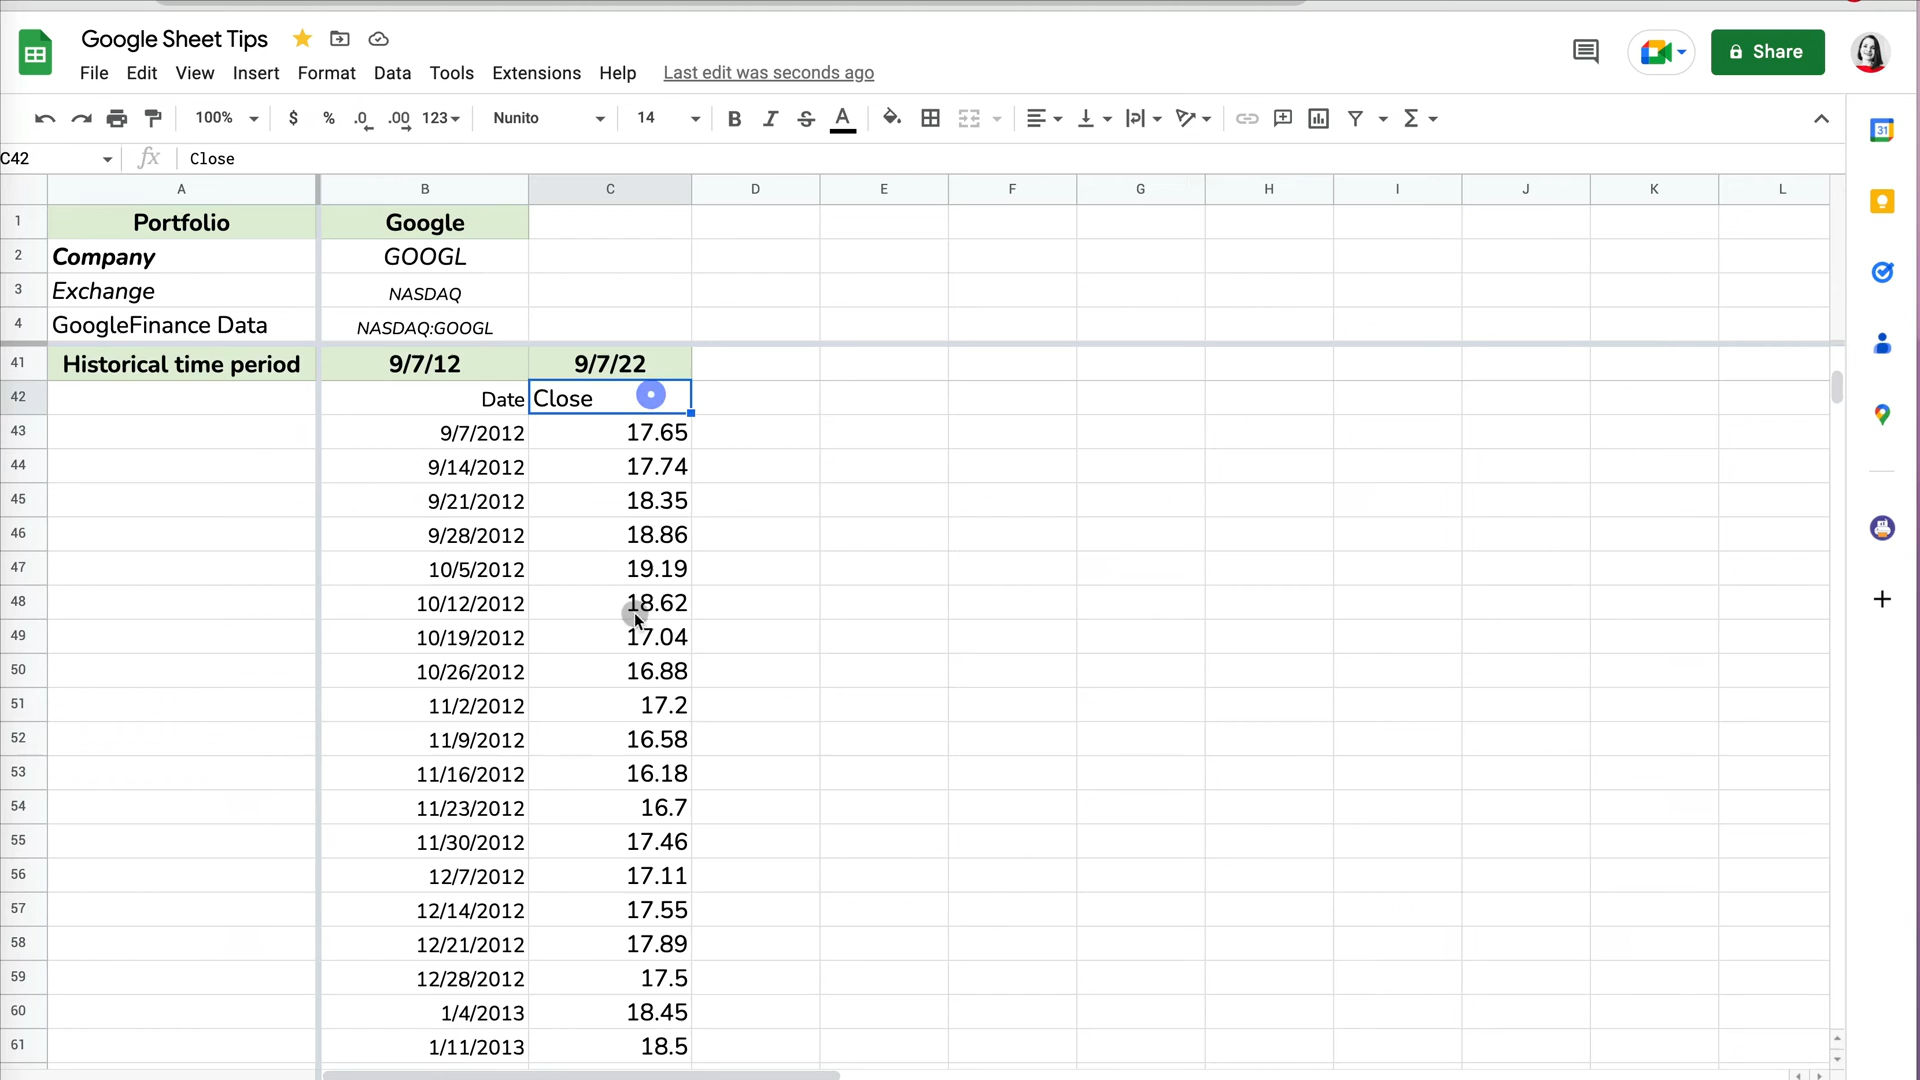 Google Sheet Tips
File Edit View Insert Format Data Tools Extensions Help Last edit was seconds ago
Share
100% $ % .0 .00 123 Nunito 14 B I S A
C42 fx Close
A B C D E F G H I J K L
1 Portfolio Google
2 Company GOOGL
3 Exchange NASDAQ
4 GoogleFinance Data NASDAQ:GOOGL
41 Historical time period 9/7/12 9/7/22
42 Date Close
43 9/7/2012 17.65
44 9/14/2012 17.74
45 9/21/2012 18.35
46 9/28/2012 18.86
47 10/5/2012 19.19
48 10/12/2012 18.62
49 10/19/2012 17.04
50 10/26/2012 16.88
51 11/2/2012 17.2
52 11/9/2012 16.58
53 11/16/2012 16.18
54 11/23/2012 16.7
55 11/30/2012 17.46
56 12/7/2012 17.11
57 12/14/2012 17.55
58 12/21/2012 17.89
59 12/28/2012 17.5
60 1/4/2013 18.45
61 1/11/2013 18.5
31